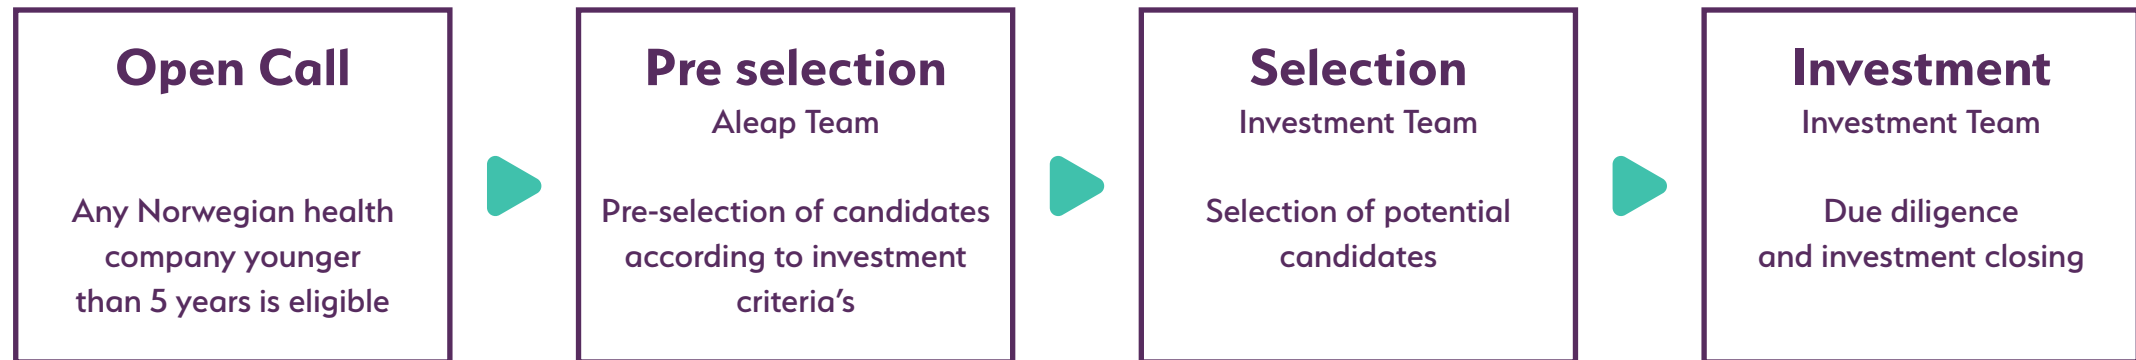 Open Call
Any Norwegian health
company younger
than 5 years is eligible
Pre selection
Aleap Team
Pre-selection of candidates
according to investment
criteria’s
Selection
Investment Team
Selection of potential
candidates
Investment
Investment Team
Due diligence
and investment closing